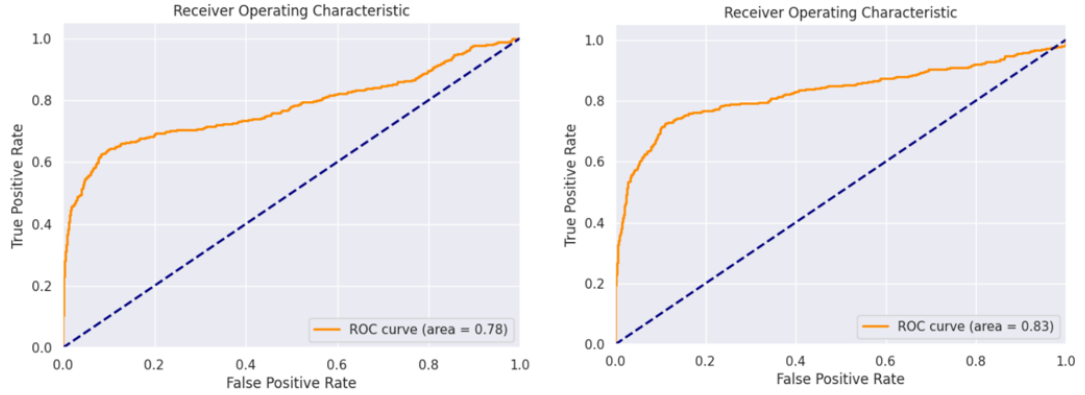 Receiver Operating Characteristic
1.0
0.8
0.6
0.4
0.2
0.0
True Positive Rate
ROC curve (area = 0.78)
0.0 0.2 0.4 0.6 0.8 1.0
False Positive Rate
Receiver Operating Characteristic
1.0
0.8
0.6
0.4
0.2
0.0
True Positive Rate
ROC curve (area = 0.83)
0.0 0.2 0.4 0.6 0.8 1.0
False Positive Rate